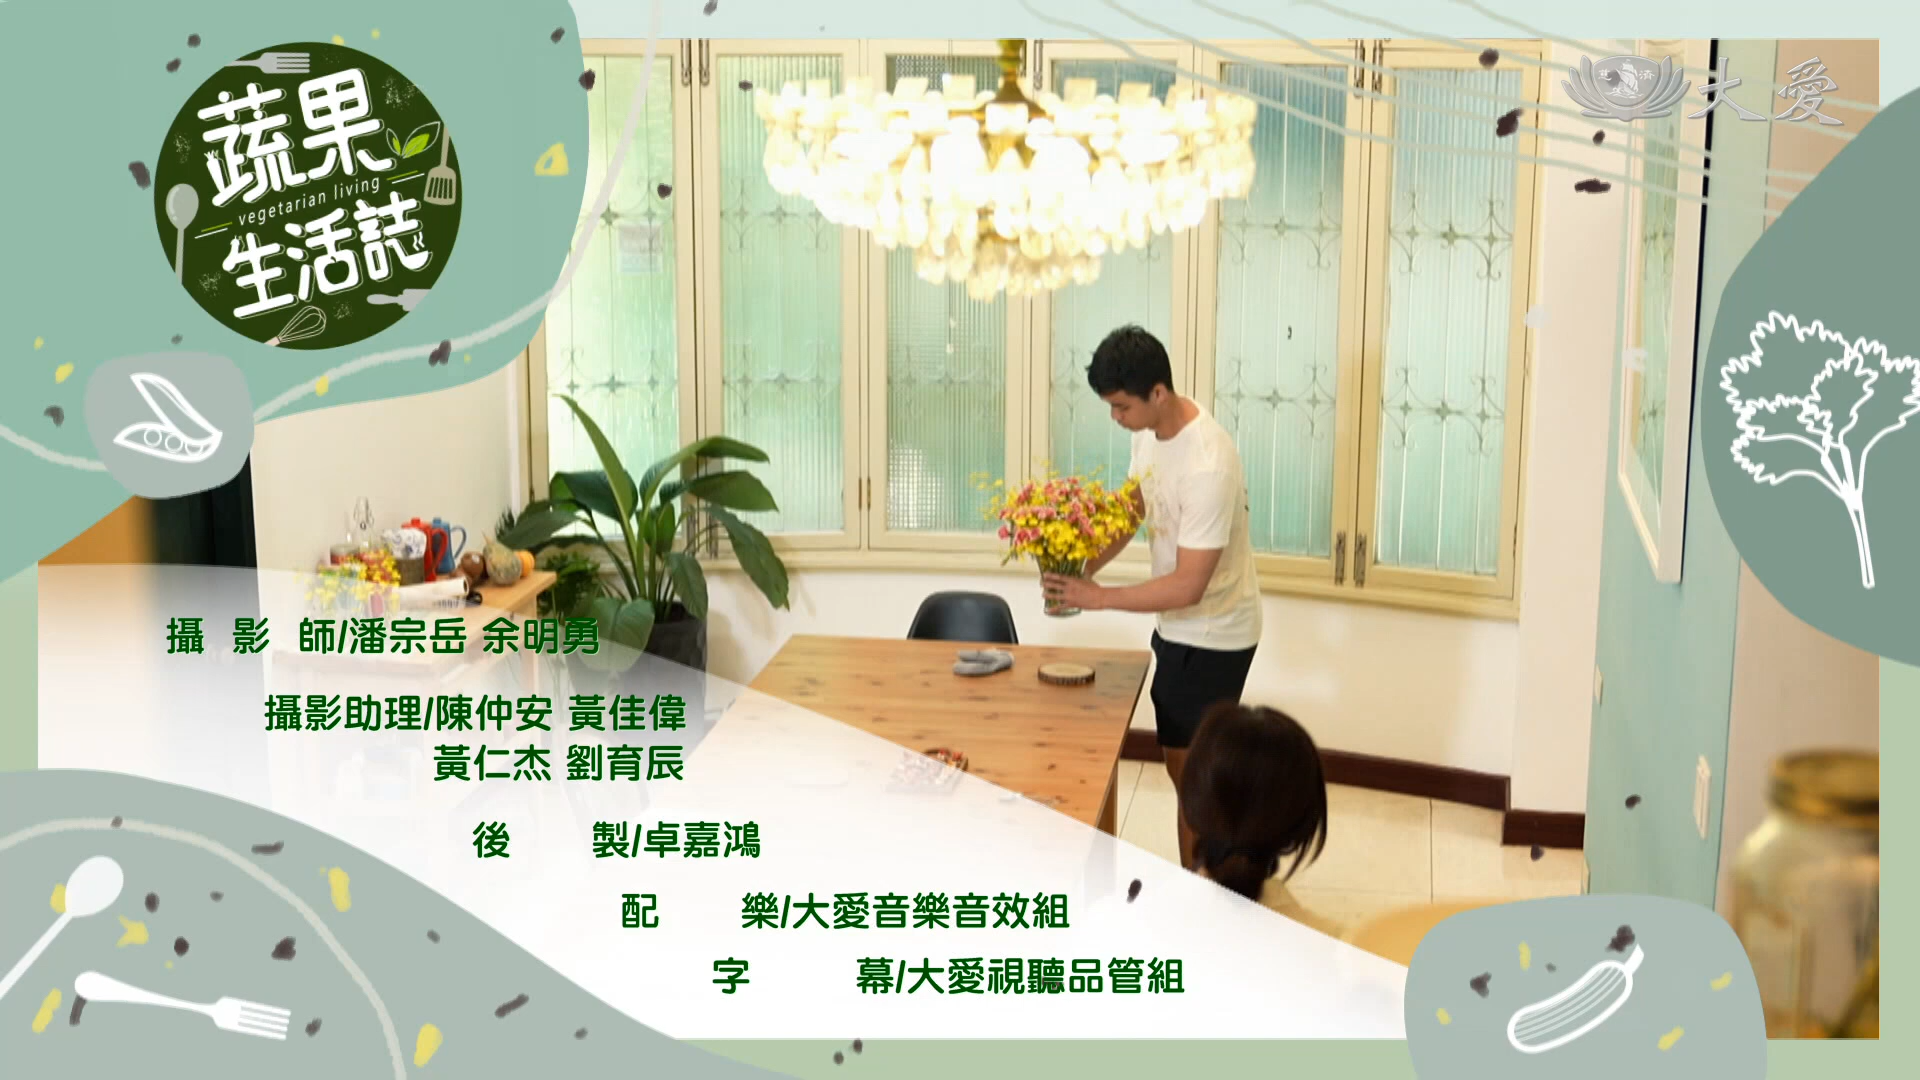 蔬果
vegetarian living
生活誌
慈濟
大愛
攝 影 師/潘宗岳 余明勇
攝影助理/陳仲安 黃佳偉
黃仁杰 劉育辰
後 製/卓嘉鴻
配 樂/大愛音樂音效組
字 幕/大愛視聽品管組